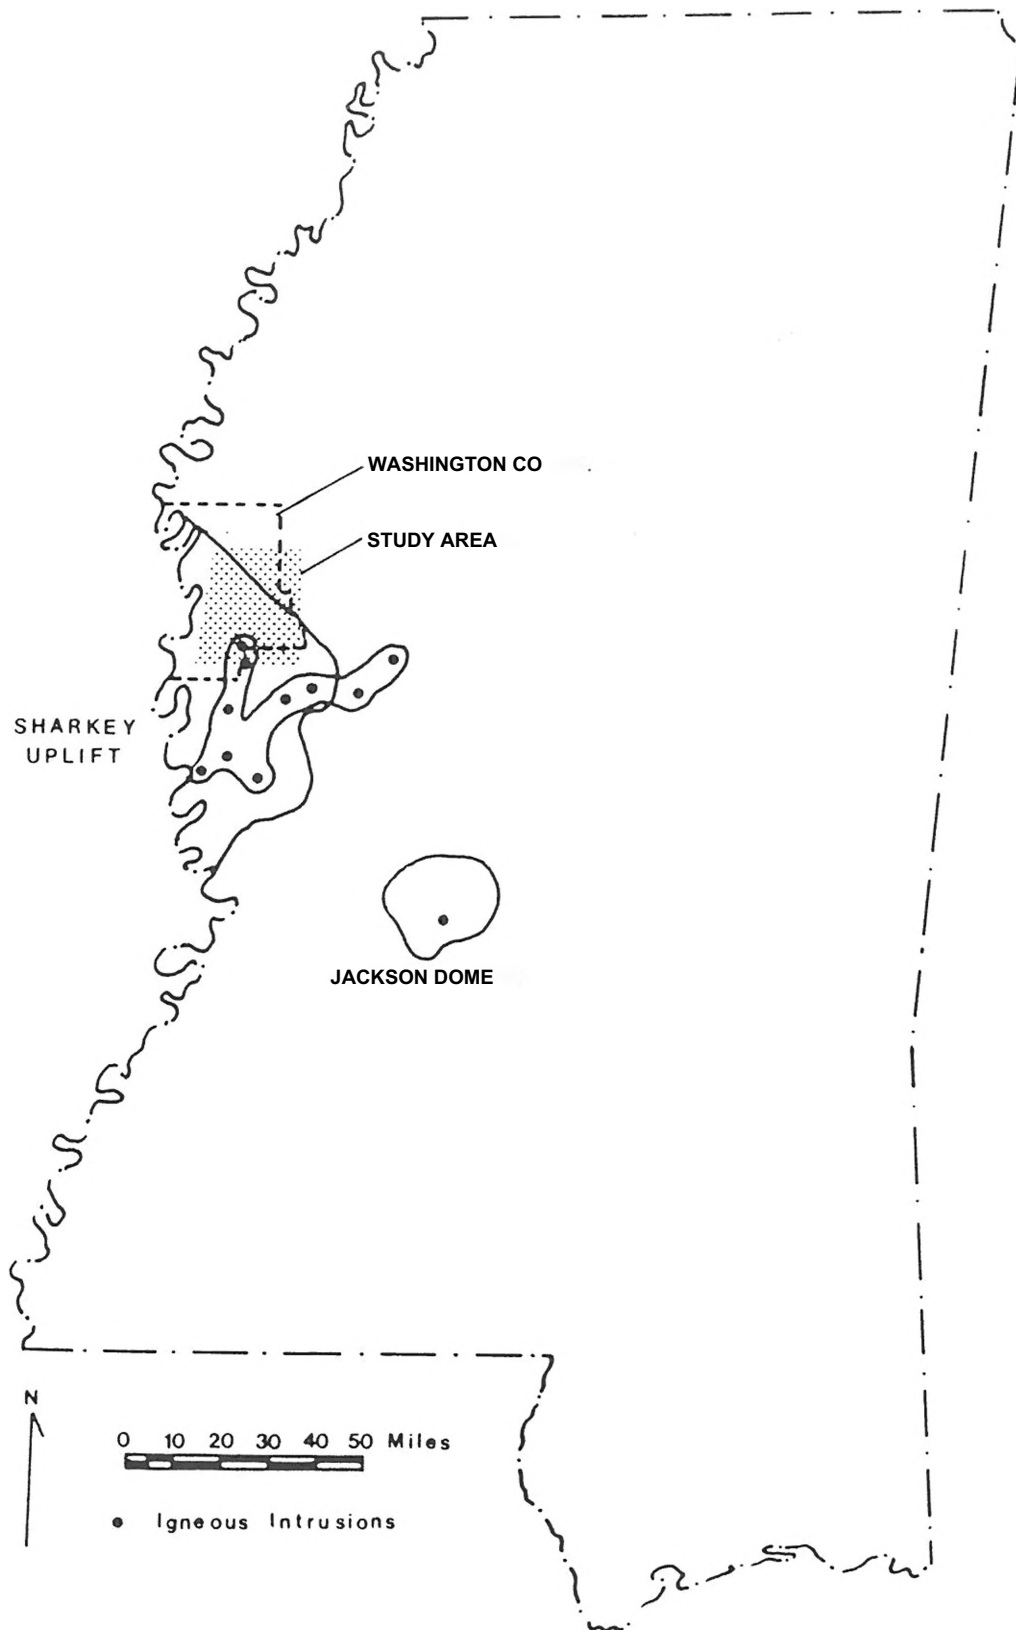 WASHINGTON CO
STUDY AREA
SHARKEY
UPLIFT
JACKSON DOME
N
0 10 20 30 40 50 Miles
Igneous Intrusions